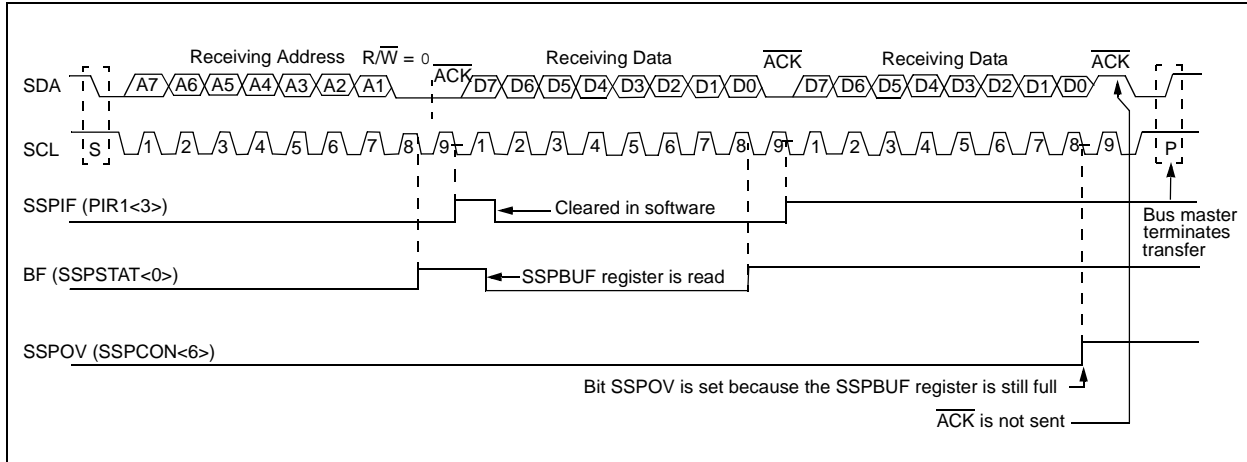 Receiving Address R/W̅ = 0 A̅C̅K̅ Receiving Data A̅C̅K̅ Receiving Data A̅C̅K̅
SDA A7 A6 A5 A4 A3 A2 A1 D7 D6 D5 D4 D3 D2 D1 D0 D7 D6 D5 D4 D3 D2 D1 D0
SCL S 1 2 3 4 5 6 7 8 9 1 2 3 4 5 6 7 8 9 1 2 3 4 5 6 7 8 9 P
SSPIF (PIR1<3>)
Cleared in software
Bus master
terminates
transfer
BF (SSPSTAT<0>)
SSPBUF register is read
SSPOV (SSPCON<6>)
Bit SSPOV is set because the SSPBUF register is still full
A̅C̅K̅ is not sent